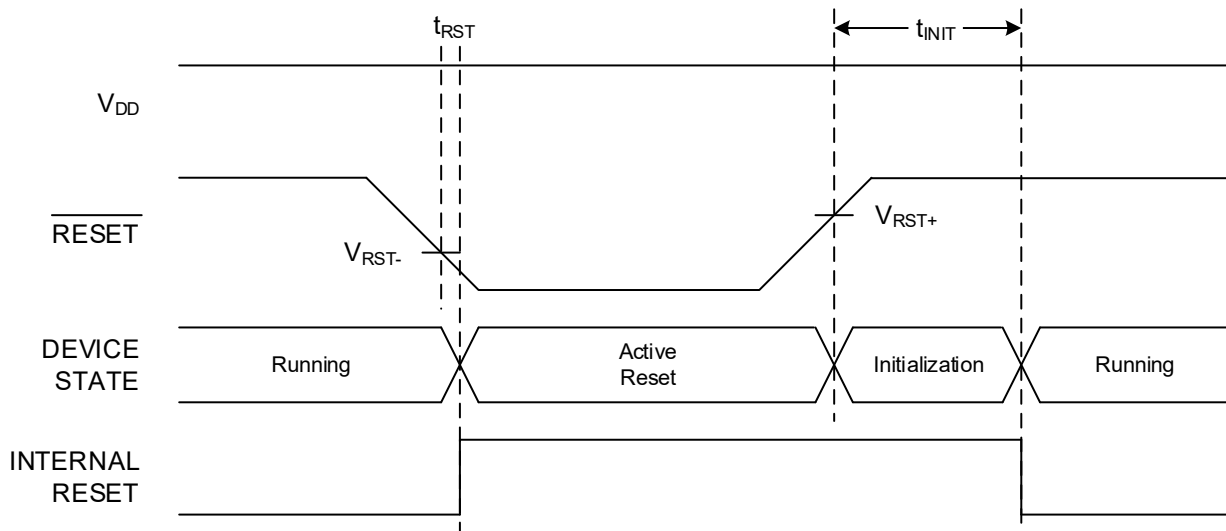 tRST
tINIT
VDD
RESET
VRST-
VRST+
DEVICE
STATE
Running
Active
Reset
Initialization
Running
INTERNAL
RESET